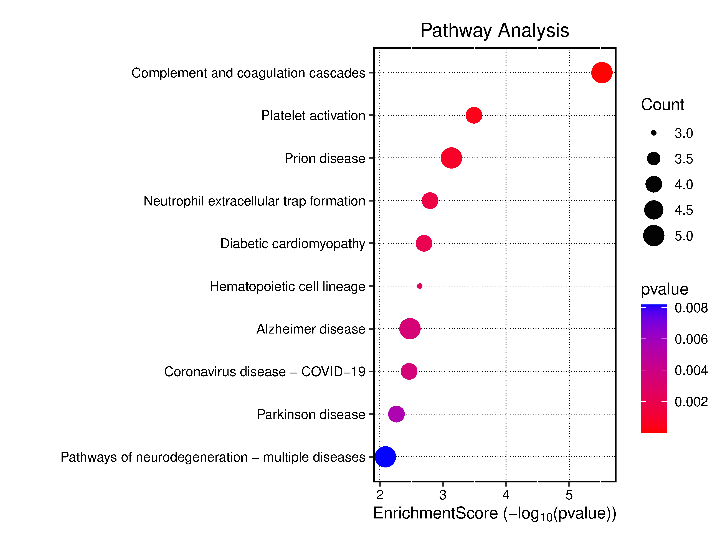 Pathway Analysis
Complement and coagulation cascades
Platelet activation
Prion disease
Neutrophil extracellular trap formation
Diabetic cardiomyopathy
Hematopoietic cell lineage
Alzheimer disease
Coronavirus disease − COVID−19
Parkinson disease
Pathways of neurodegeneration − multiple diseases
2 3 4 5
EnrichmentScore (−log₁₀(pvalue))
Count
3.0
3.5
4.0
4.5
5.0
pvalue
0.008
0.006
0.004
0.002